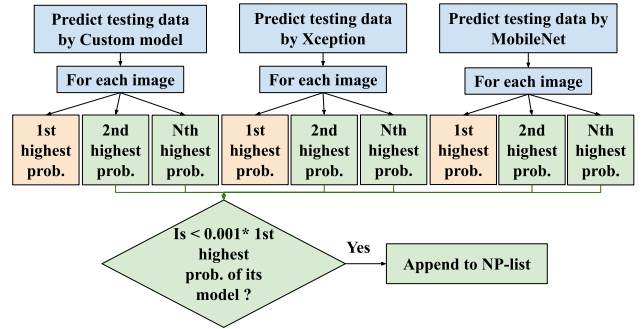 Predict testing data
by Custom model
Predict testing data
by Xception
Predict testing data by
MobileNet
For each image
For each image
For each image
1st
highest
prob.
2nd
highest
prob.
Nth
highest
prob.
1st
highest
prob.
2nd
highest
prob.
Nth
highest
prob.
1st
highest
prob.
2nd
highest
prob.
Nth
highest
prob.
Is < 0.001* 1st
highest
prob. of its
model ?
Yes
Append to NP-list